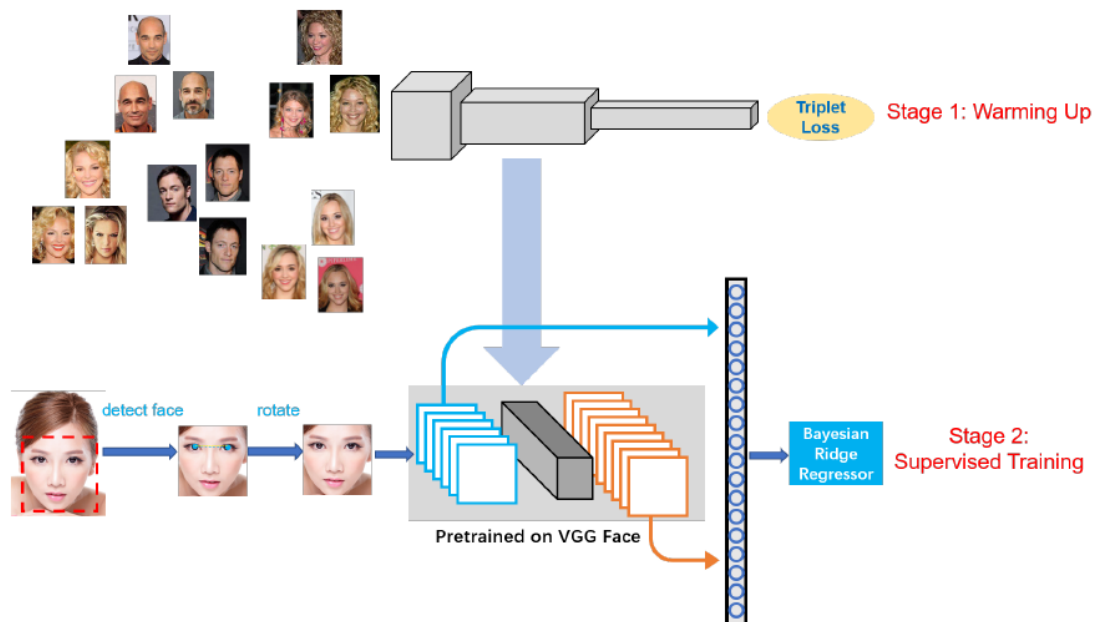 Triplet
Loss
Stage 1: Warming Up
detect face
rotate
Pretrained on VGG Face
Bayesian
Ridge
Regressor
Stage 2:
Supervised Training